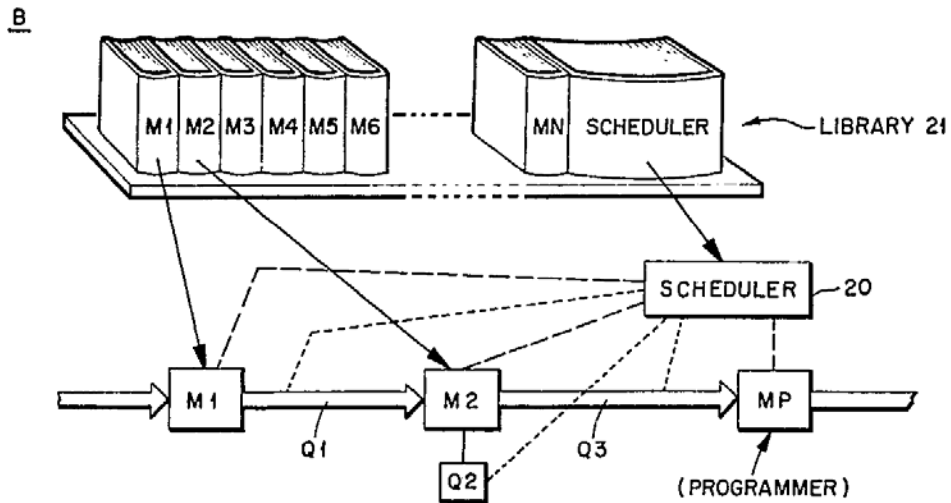 B
M1 M2 M3 M4 M5 M6 MN SCHEDULER
LIBRARY 21
SCHEDULER
20
M1 M2 MP
Q1 Q3
Q2
(PROGRAMMER)